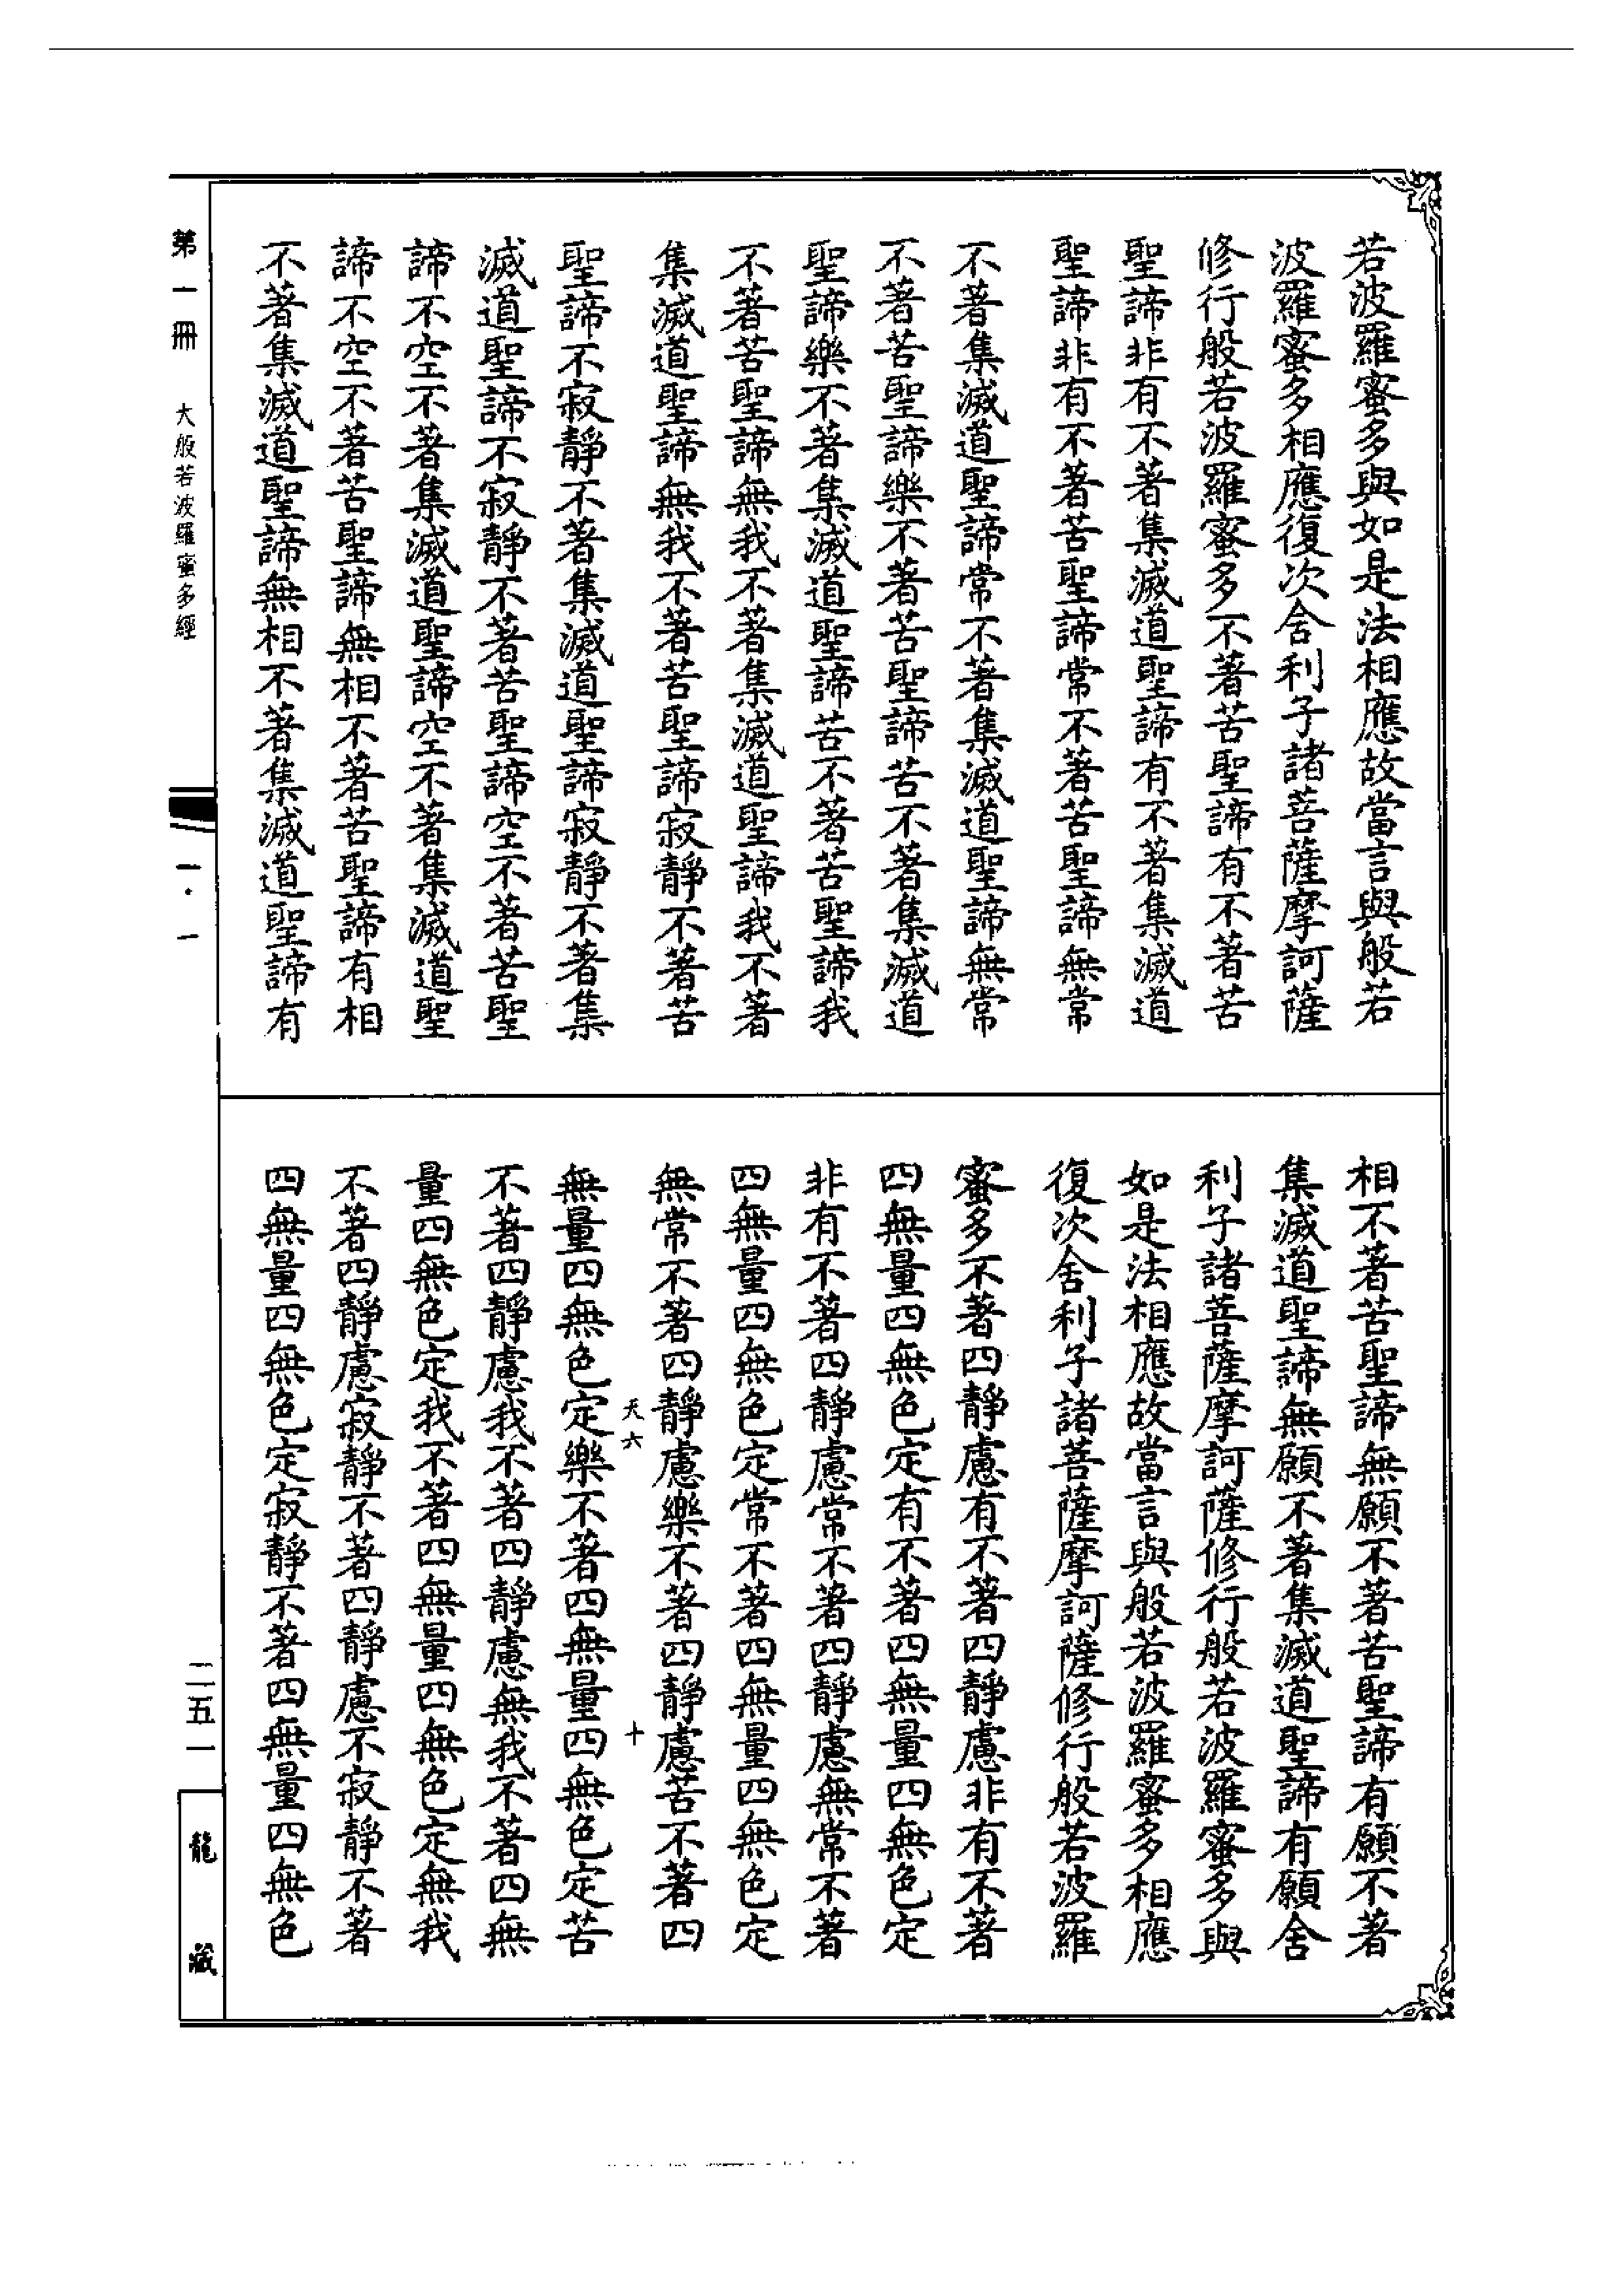 若波羅蜜多與如是法相應故當言與般若
波羅蜜多相應復次舍利子諸菩薩摩訶薩
修行般若波羅蜜多不著苦聖諦有不著苦
聖諦非有不著集滅道聖諦有不著集滅道
聖諦非有不著苦聖諦常不著苦聖諦無常
不著集滅道聖諦常不著集滅道聖諦無常
不著苦聖諦樂不著苦聖諦苦不著集滅道
聖諦樂不著集滅道聖諦苦不著苦聖諦我
不著苦聖諦無我不著集滅道聖諦我不著
集滅道聖諦無我不著苦聖諦寂靜不著苦
聖諦不寂靜不著集滅道聖諦寂靜不著集
滅道聖諦不寂靜不著苦聖諦空不著苦聖
諦不空不著集滅道聖諦空不著集滅道聖
諦不空不著苦聖諦無相不著苦聖諦有相
不著集滅道聖諦無相不著集滅道聖諦有
相不著苦聖諦無願不著苦聖諦有願不著
集滅道聖諦無願不著集滅道聖諦有願舍
利子諸菩薩摩訶薩修行般若波羅蜜多與
如是法相應故當言與般若波羅蜜多相應
復次舍利子諸菩薩摩訶薩修行般若波羅
蜜多不著四靜慮有不著四靜慮非有不著
四無量四無色定有不著四無量四無色定
非有不著四靜慮常不著四靜慮無常不著
四無量四無色定常不著四無量四無色定
無常不著四靜慮樂不著四靜慮苦不著四
天六 十
無量四無色定樂不著四無量四無色定苦
不著四靜慮我不著四靜慮無我不著四無
量四無色定我不著四無量四無色定無我
不著四靜慮寂靜不著四靜慮不寂靜不著
四無量四無色定寂靜不著四無量四無色
第一冊 大般若波羅蜜多經 一·一 二五一 龍藏